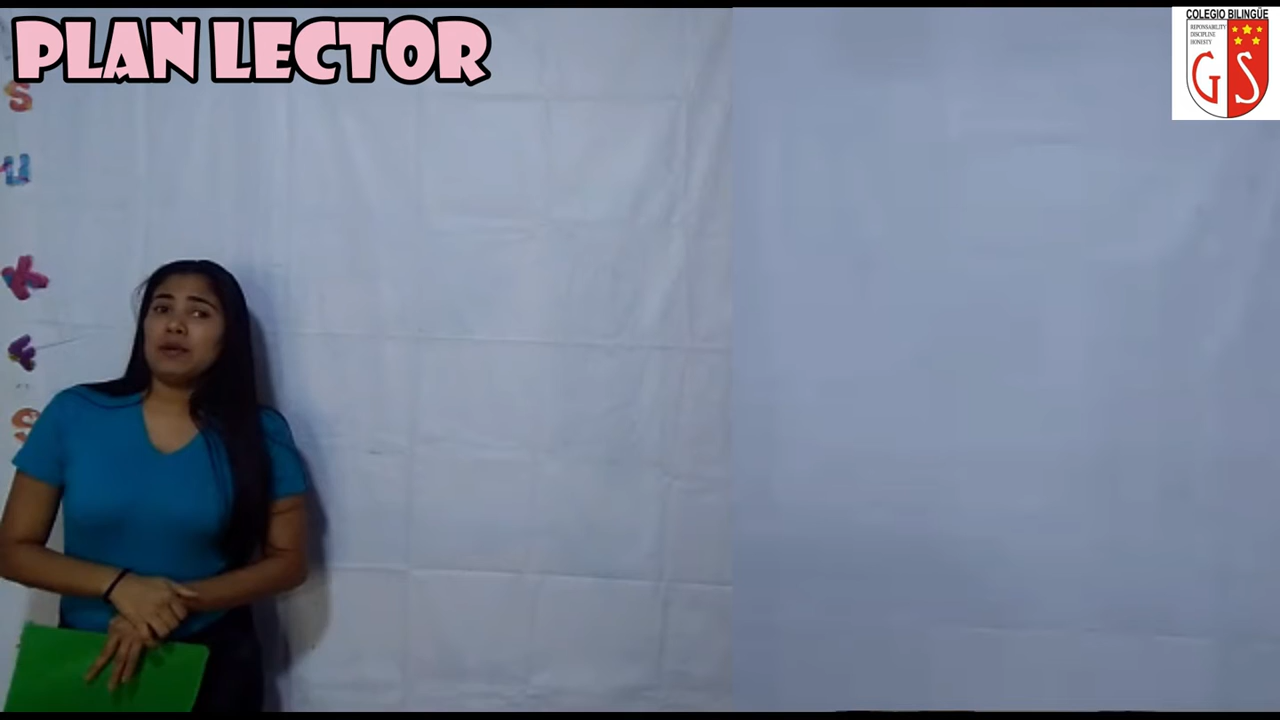 PLAN LECTOR
COLEGIO BILINGÜE
REPONSABILITY
DISCIPLINE
HONESTY
G S
S
U
K
S